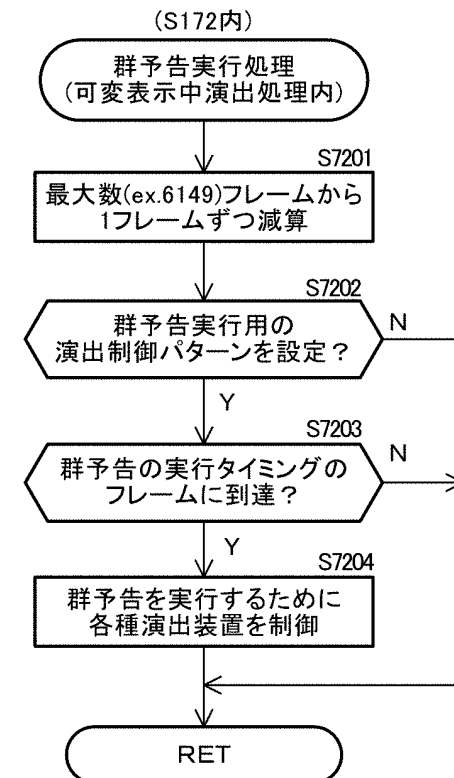 (S172内)
群予告実行処理
(可変表示中演出処理内)
S7201
最大数(ex.6149)フレームから
1フレームずつ減算
S7202
群予告実行用の
演出制御パターンを設定？
N
Y
S7203
群予告の実行タイミングの
フレームに到達？
N
Y
S7204
群予告を実行するために
各種演出装置を制御
RET